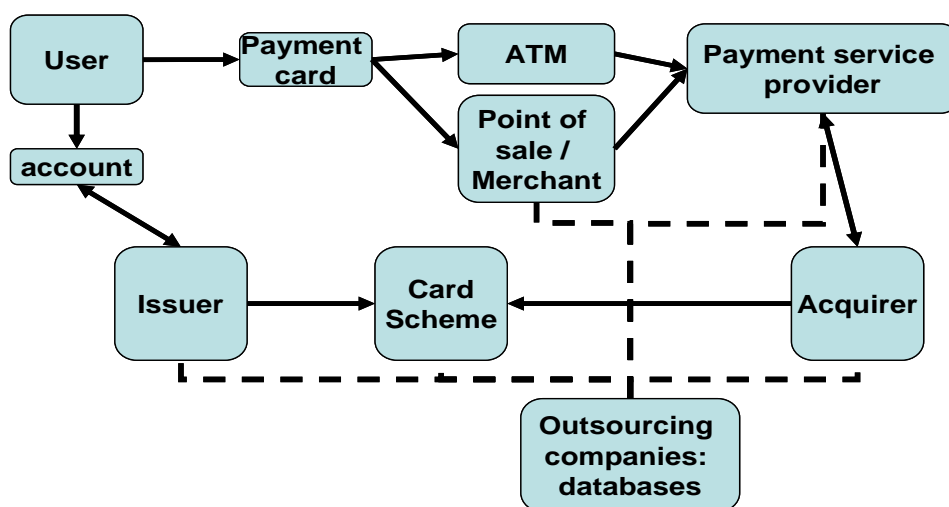 User
Payment
card
ATM
Payment service
provider
Point of
sale /
Merchant
account
Issuer
Card
Scheme
Acquirer
Outsourcing
companies:
databases